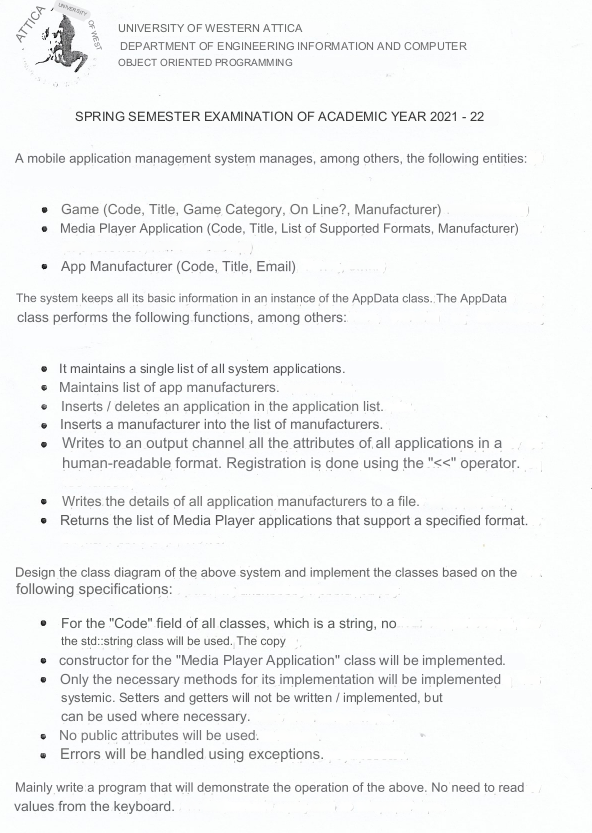 ATTICA
UNIVERSITY
OF WEST
UNIVERSITY OF WESTERN ATTICA
DEPARTMENT OF ENGINEERING INFORMATION AND COMPUTER
OBJECT ORIENTED PROGRAMMING
SPRING SEMESTER EXAMINATION OF ACADEMIC YEAR 2021 - 22
A mobile application management system manages, among others, the following entities:
• Game (Code, Title, Game Category, On Line?, Manufacturer)
• Media Player Application (Code, Title, List of Supported Formats, Manufacturer)
• App Manufacturer (Code, Title, Email)
The system keeps all its basic information in an instance of the AppData class. The AppData
class performs the following functions, among others:
• It maintains a single list of all system applications.
• Maintains list of app manufacturers.
• Inserts / deletes an application in the application list.
• Inserts a manufacturer into the list of manufacturers.
• Writes to an output channel all the attributes of all applications in a
human-readable format. Registration is done using the "<<" operator.
• Writes the details of all application manufacturers to a file.
• Returns the list of Media Player applications that support a specified format.
Design the class diagram of the above system and implement the classes based on the
following specifications:
• For the "Code" field of all classes, which is a string, no
the std::string class will be used. The copy
• constructor for the "Media Player Application" class will be implemented.
• Only the necessary methods for its implementation will be implemented
systemic. Setters and getters will not be written / implemented, but
can be used where necessary.
• No public attributes will be used.
• Errors will be handled using exceptions.
Mainly write a program that will demonstrate the operation of the above. No need to read
values from the keyboard.